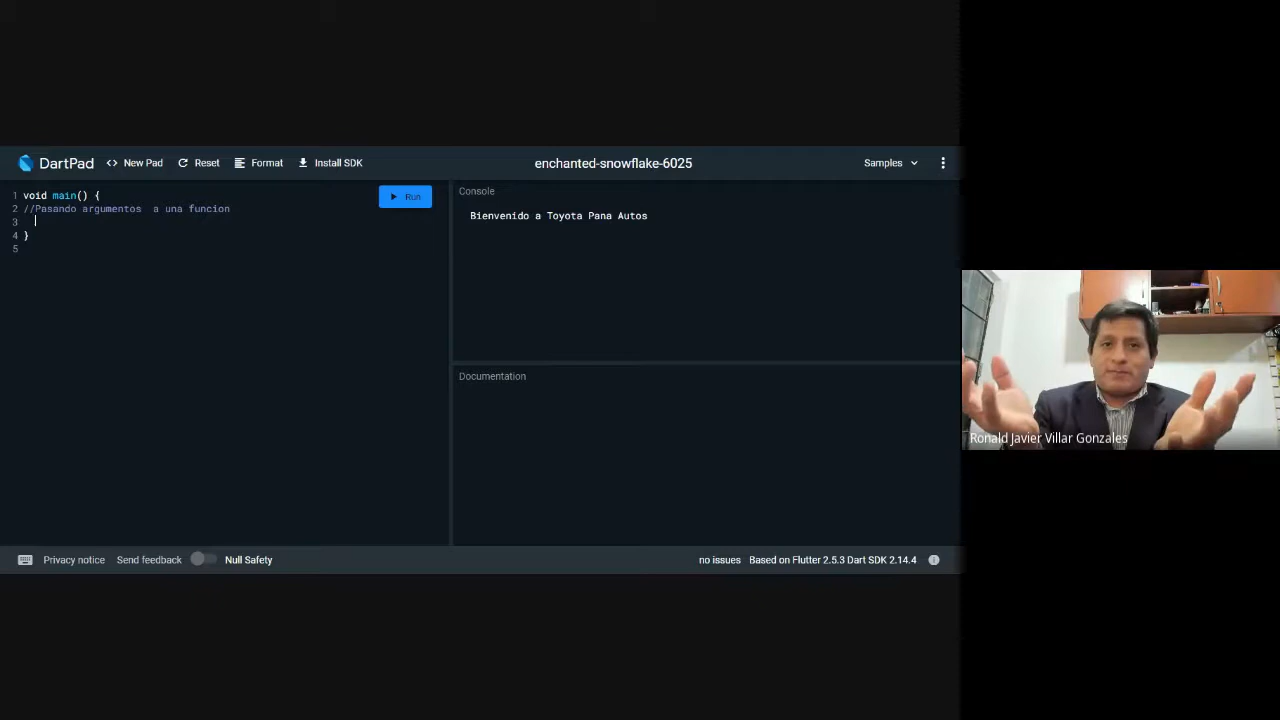 DartPad
New Pad
Reset
Format
Install SDK
enchanted-snowflake-6025
Samples
1 void main() {
2 //Pasando argumentos  a una funcion
3
4 }
5
Run
Console
Bienvenido a Toyota Pana Autos
Documentation
Ronald Javier Villar Gonzales
Privacy notice
Send feedback
Null Safety
no issues
Based on Flutter 2.5.3 Dart SDK 2.14.4